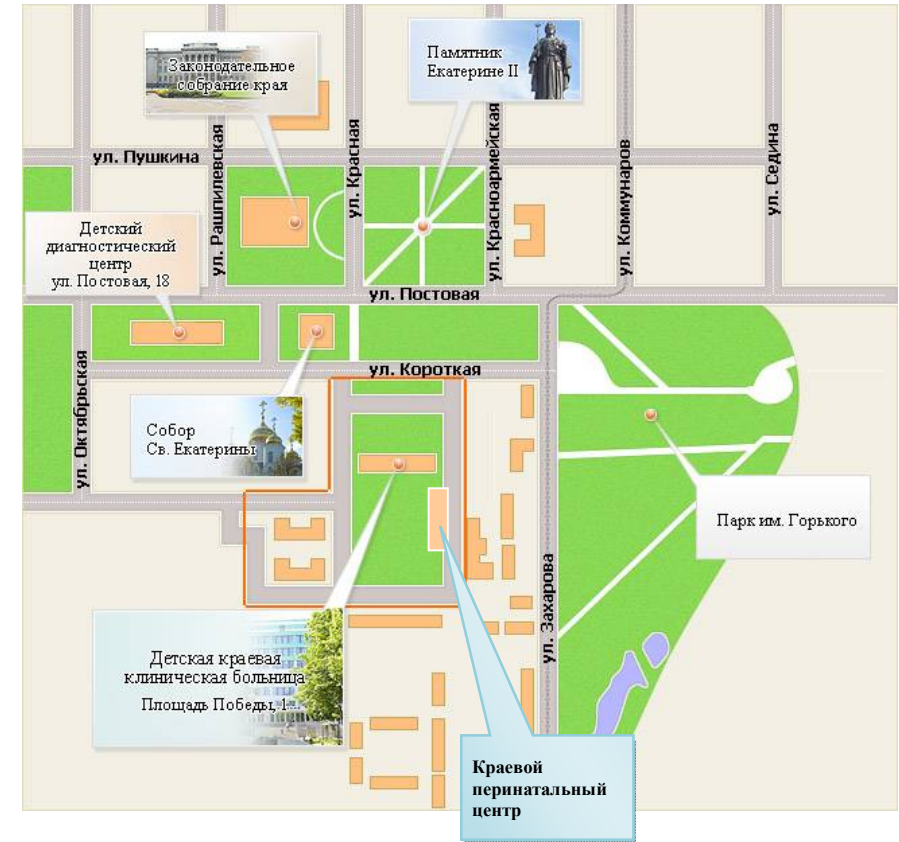 Законодательное
собрание края
Памятник
Екатерине II
ул. Пушкина
ул. Рашпилевская
ул. Красная
ул. Красноармейская
ул. Коммунаров
ул. Седина
Детский
диагностический
центр
ул. Постовая, 18
ул. Постовая
ул. Короткая
ул. Октябрьская
Собор
Св. Екатерины
Парк им. Горького
ул. Захарова
Детская краевая
клиническая больница
Площадь Победы, 1
Краевой
перинатальный
центр